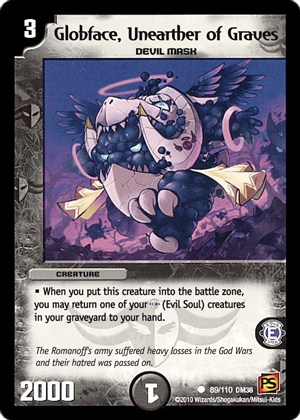 3
Globface, Unearther of Graves
DEVIL MASK
CREATURE
▪ When you put this creature into the battle zone,
you may return one of your (Evil Soul) creatures
in your graveyard to your hand.
The Romanoff's army suffered heavy losses in the God Wars
and their hatred was passed on.
2000
1
89/110 DM36
©2010 Wizards/Shogakukan/Mitsui-Kids
E
PS